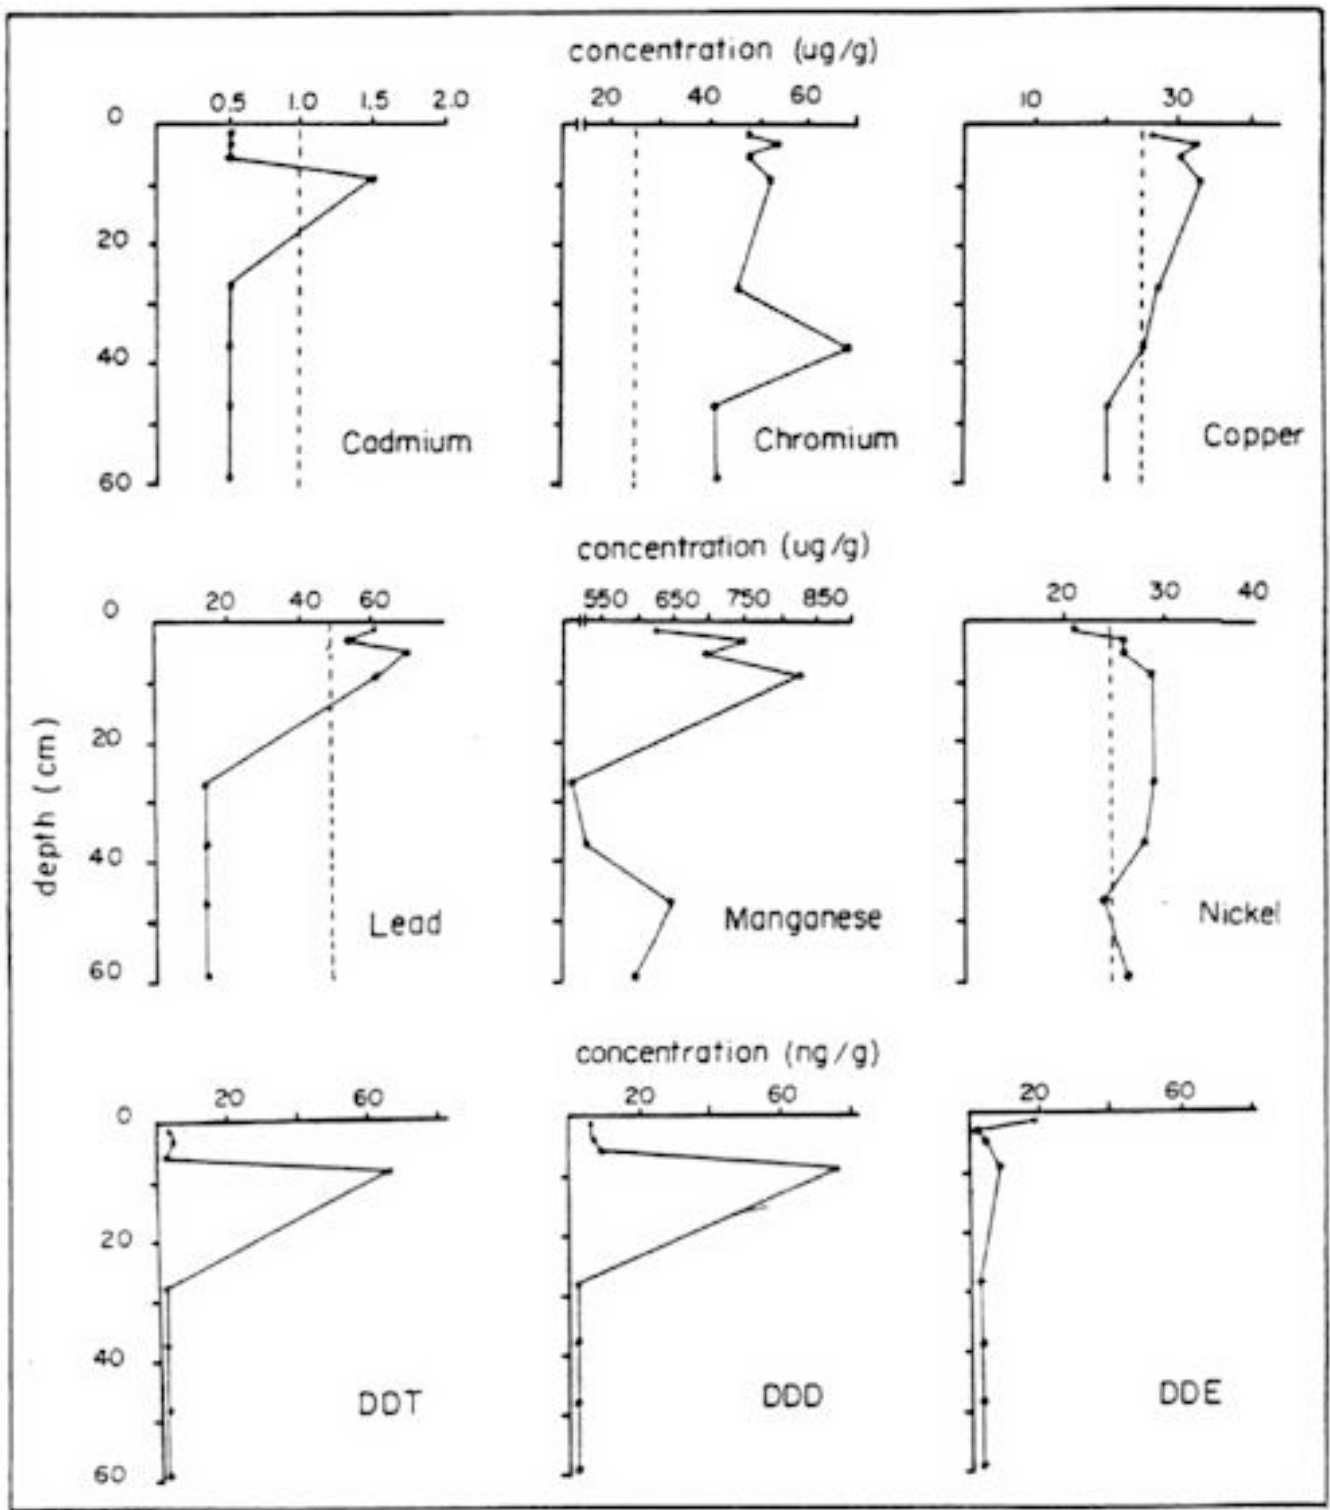 concentration (ug/g)
0.5 1.0 1.5 2.0
20 40 60
10 30
0
20
40
60
Cadmium
Chromium
Copper
concentration (ug/g)
20 40 60
550 650 750 850
20 30 40
0
20
40
60
depth (cm)
Lead
Manganese
Nickel
concentration (ng/g)
20 60
20 60
20 60
0
20
40
60
DDT
DDD
DDE